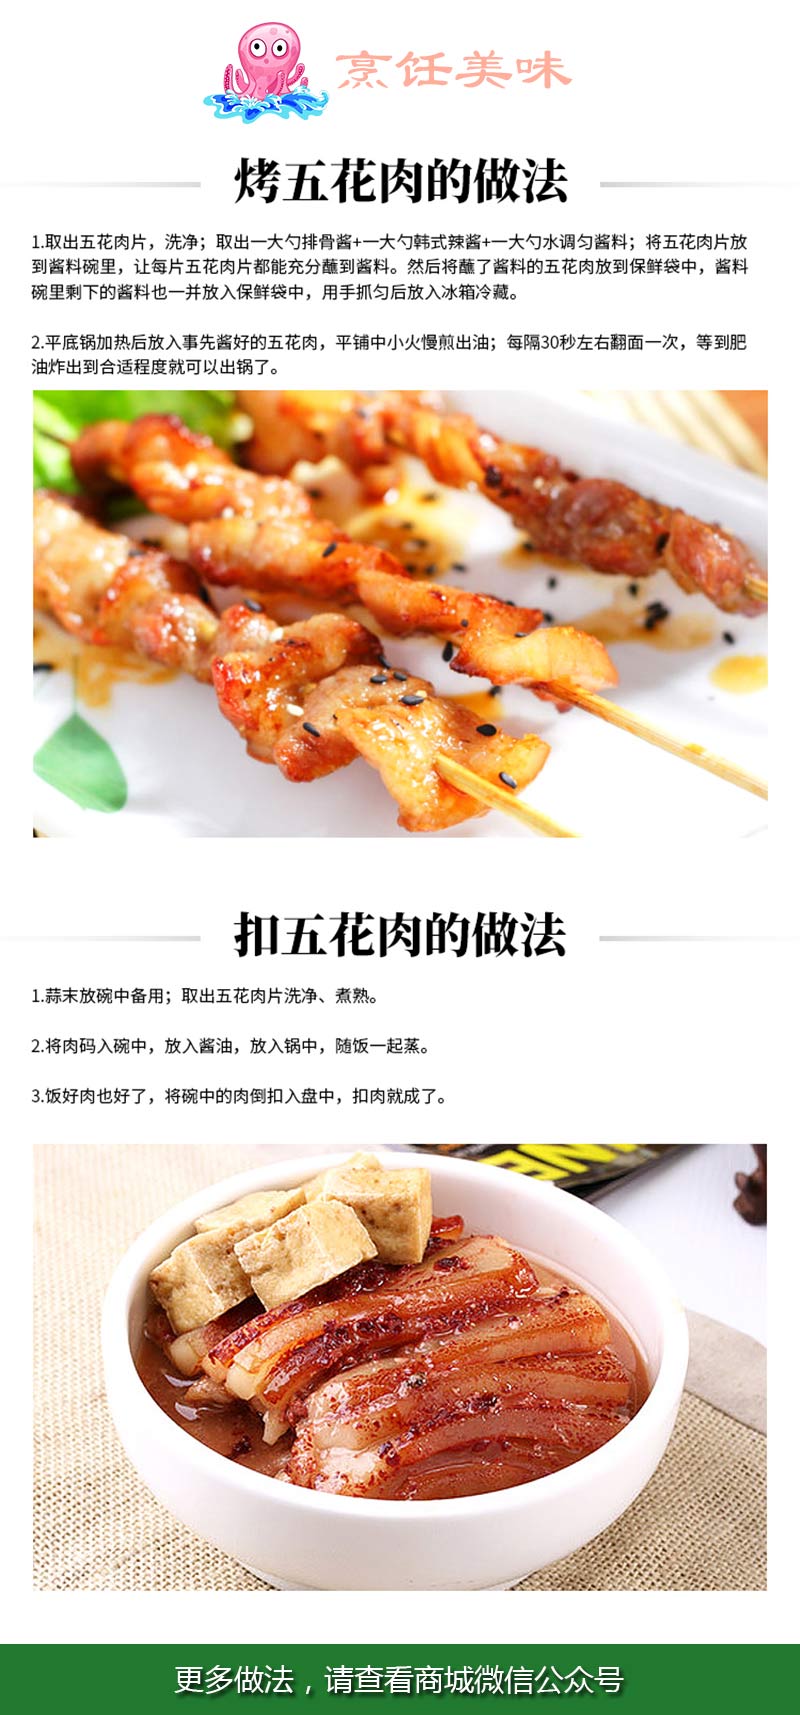 烹饪美味
烤五花肉的做法
1.取出五花肉片，洗净；取出一大勺排骨酱+一大勺韩式辣酱+一大勺水调匀酱料；将五花肉片放
到酱料碗里，让每片五花肉片都能充分蘸到酱料。然后将蘸了酱料的五花肉放到保鲜袋中，酱料
碗里剩下的酱料也一并放入保鲜袋中，用手抓匀后放入冰箱冷藏。
2.平底锅加热后放入事先酱好的五花肉，平铺中小火慢煎出油；每隔30秒左右翻面一次，等到肥
油炸出到合适程度就可以出锅了。
扣五花肉的做法
1.蒜末放碗中备用；取出五花肉片洗净、煮熟。
2.将肉码入碗中，放入酱油，放入锅中，随饭一起蒸。
3.饭好肉也好了，将碗中的肉倒扣入盘中，扣肉就成了。
更多做法，请查看商城微信公众号